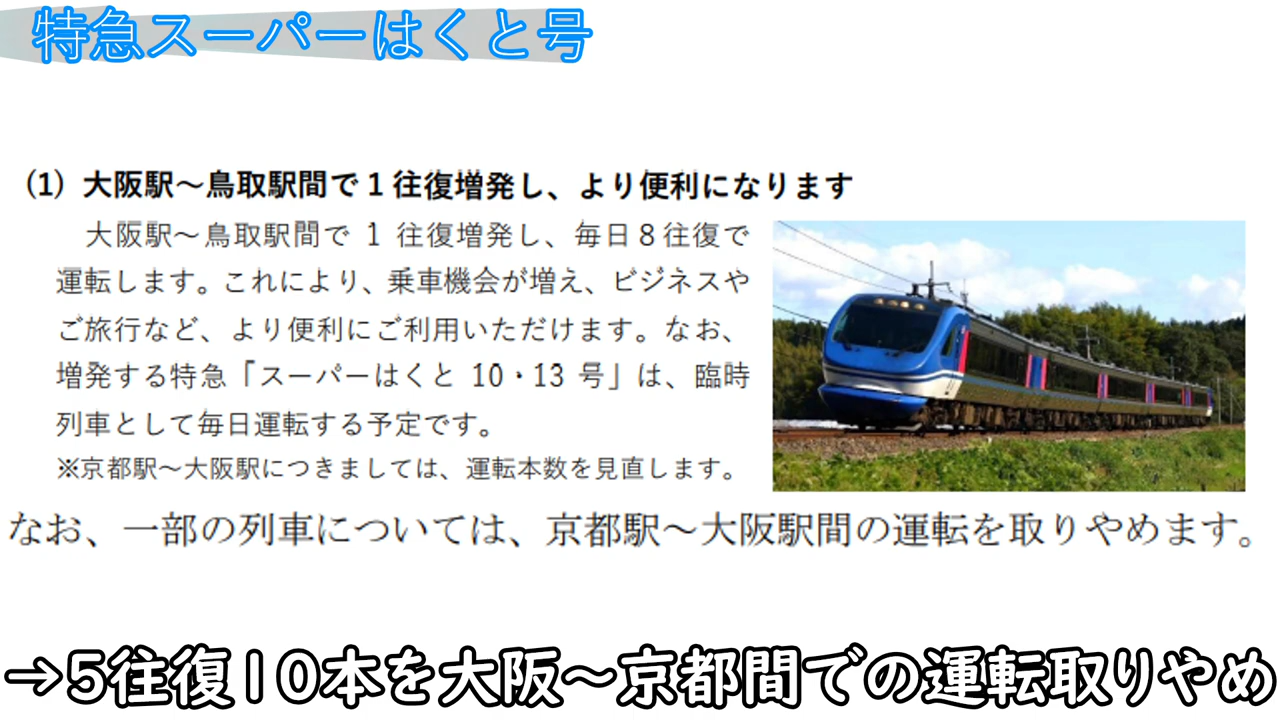 特急スーパーはくと号
(1) 大阪駅～鳥取駅間で1往復増発し、より便利になります
大阪駅～鳥取駅間で 1 往復増発し、毎日8往復で
運転します。これにより、乗車機会が増え、ビジネスや
ご旅行など、より便利にご利用いただけます。なお、
増発する特急「スーパーはくと 10・13 号」は、臨時
列車として毎日運転する予定です。
※京都駅～大阪駅につきましては、運転本数を見直します。
なお、一部の列車については、京都駅～大阪駅間の運転を取りやめます。
→5往復10本を大阪～京都間での運転取りやめ